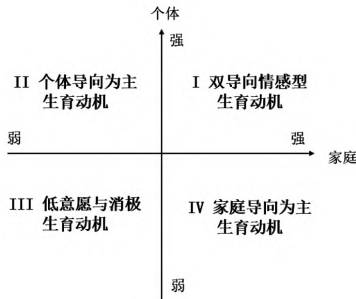 个体
强
II 个体导向为主
生育动机
I 双导向情感型
生育动机
弱
强
家庭
III 低意愿与消极
生育动机
IV 家庭导向为主
生育动机
弱